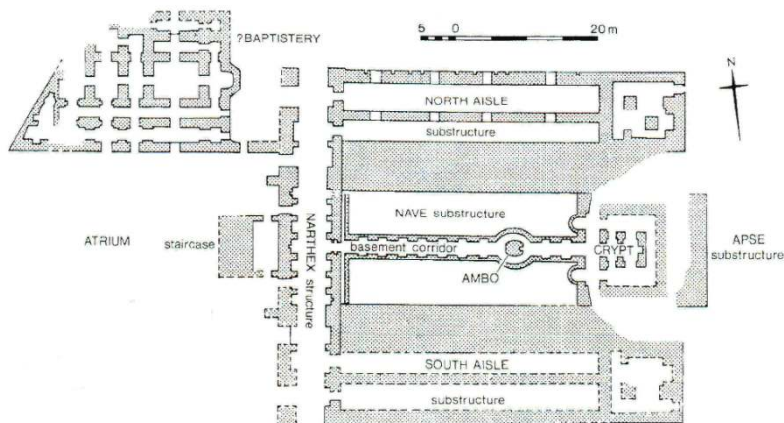 5 0 20 m
?BAPTISTERY
N
NORTH AISLE
substructure
NAVE substructure
ATRIUM
staircase
NARTHEX structure
basement corridor
CRYPT
APSE
substructure
AMBO
SOUTH AISLE
substructure